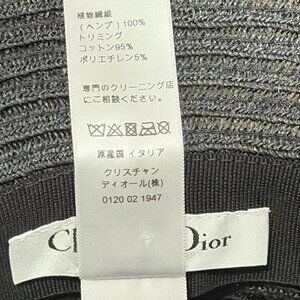 植物繊維
(ヘンプ) 100%
トリミング
コットン95%
ポリエチレン5%
専門のクリーニング店
にご相談ください。
原産国 イタリア
クリスチャン
ディオール(株)
0120 02 1947
Dior